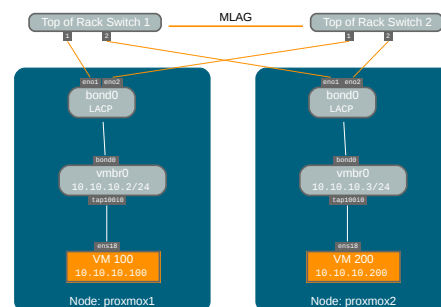 MLAG
Top of Rack Switch 1
Top of Rack Switch 2
1
2
1
2
eno1 eno2
eno1 eno2
bond0
LACP
bond0
LACP
bond0
bond0
vmbr0
10.10.10.2/24
vmbr0
10.10.10.3/24
tap100i0
tap100i0
ens18
ens18
VM 100
10.10.10.100
VM 200
10.10.10.200
Node: proxmox1
Node: proxmox2